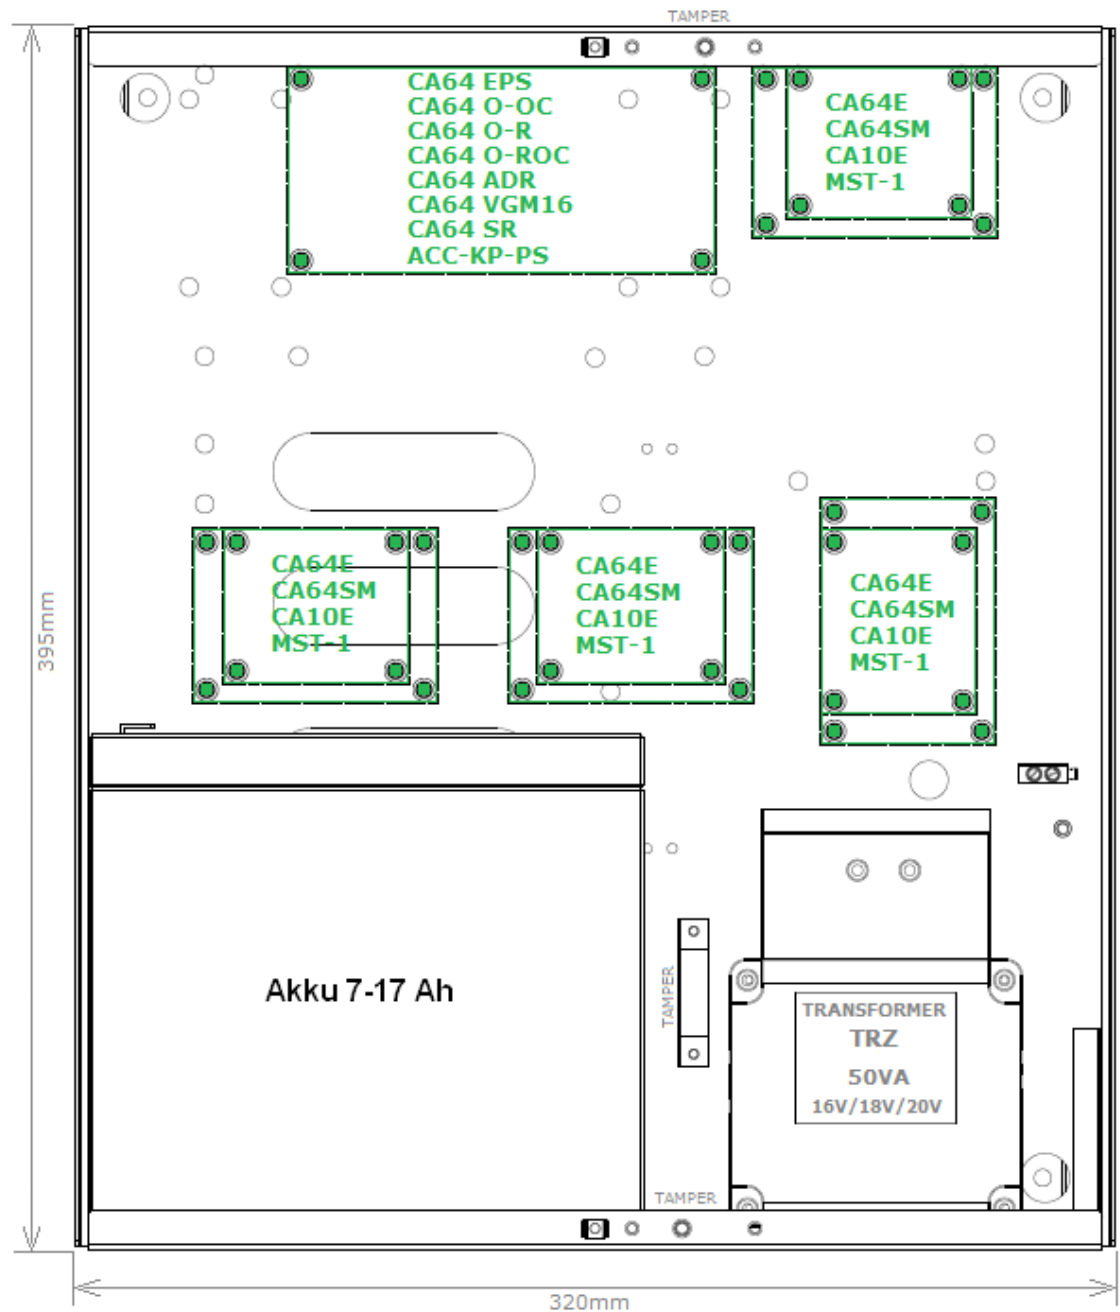 TAMPER
CA64 EPS
CA64 O-OC
CA64 O-R
CA64 O-ROC
CA64 ADR
CA64 VGM16
CA64 SR
ACC-KP-PS
CA64E
CA64SM
CA10E
MST-1
CA64E
CA64SM
CA10E
MST-1
CA64E
CA64SM
CA10E
MST-1
CA64E
CA64SM
CA10E
MST-1
395mm
Akku 7-17 Ah
TAMPER
TRANSFORMER
TRZ
50VA
16V/18V/20V
TAMPER
320mm